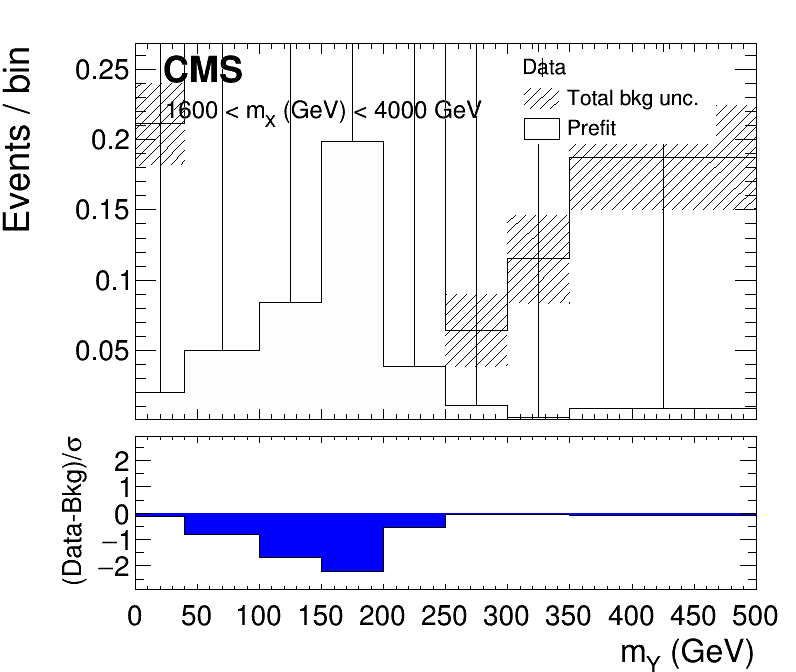 Events / bin
0.25
0.2
0.15
0.1
0.05
CMS
1600 < mX (GeV) < 4000 GeV
Data
Total bkg unc.
Prefit
(Data-Bkg)/σ
2
1
0
−1
−2
0 50 100 150 200 250 300 350 400 450 500
mY (GeV)